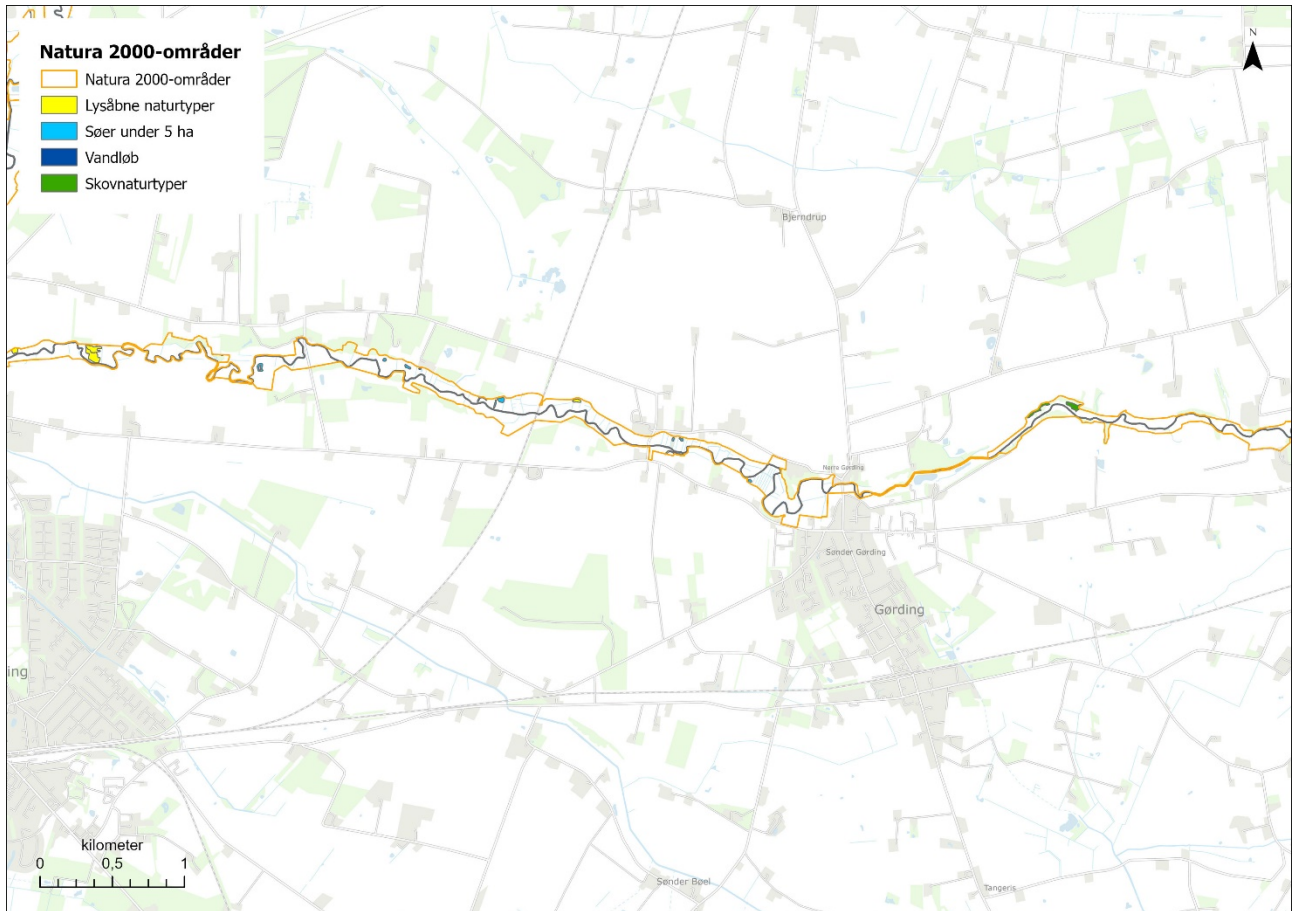 Natura 2000-områder
Natura 2000-områder
Lysåbne naturtyper
Søer under 5 ha
Vandløb
Skovnaturtyper
N
Bjerndrup
Nørre Gørding
Sønder Gørding
Gørding
ing
kilometer
0 0,5 1
Sønder Bøel
Tangeris